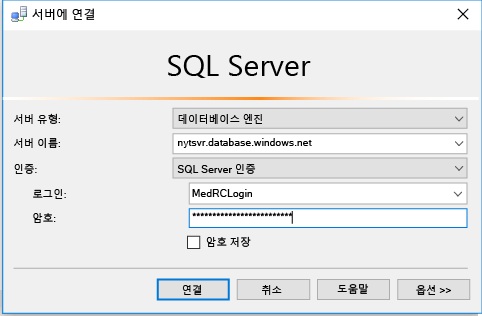 서버에 연결
SQL Server
서버 유형: 데이터베이스 엔진
서버 이름: nytsvr.database.windows.net
인증: SQL Server 인증
로그인: MedRCLogin
암호: *************************
암호 저장
연결 취소 도움말 옵션 >>